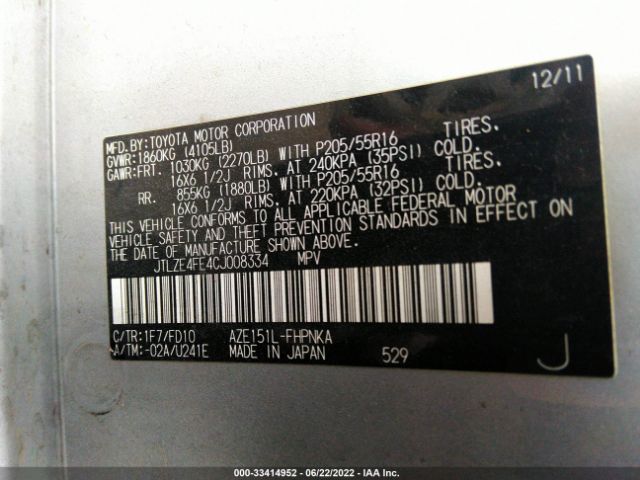 12/11
MFD.BY:TOYOTA MOTOR CORPORATION
GVWR:1860KG (4105LB)
GAWR:FRT. 1030KG (2270LB) WITH P205/55R16 TIRES.
16X6 1/2J RIMS. AT 240KPA (35PSI) COLD.
RR. 855KG (1880LB) WITH P205/55R16 TIRES.
16X6 1/2J RIMS. AT 220KPA (32PSI) COLD.
THIS VEHICLE CONFORMS TO ALL APPLICABLE FEDERAL MOTOR
VEHICLE SAFETY AND THEFT PREVENTION STANDARDS IN EFFECT ON
THE DATE OF MANUFACTURE SHOWN ABOVE.
JTLZE4FE4CJ008334 MPV
C/TR:1F7/FD10 AZE151L-FHPNKA
A/TM:-02A/U241E MADE IN JAPAN 529 J
000-33414952 - 06/22/2022 - IAA Inc.